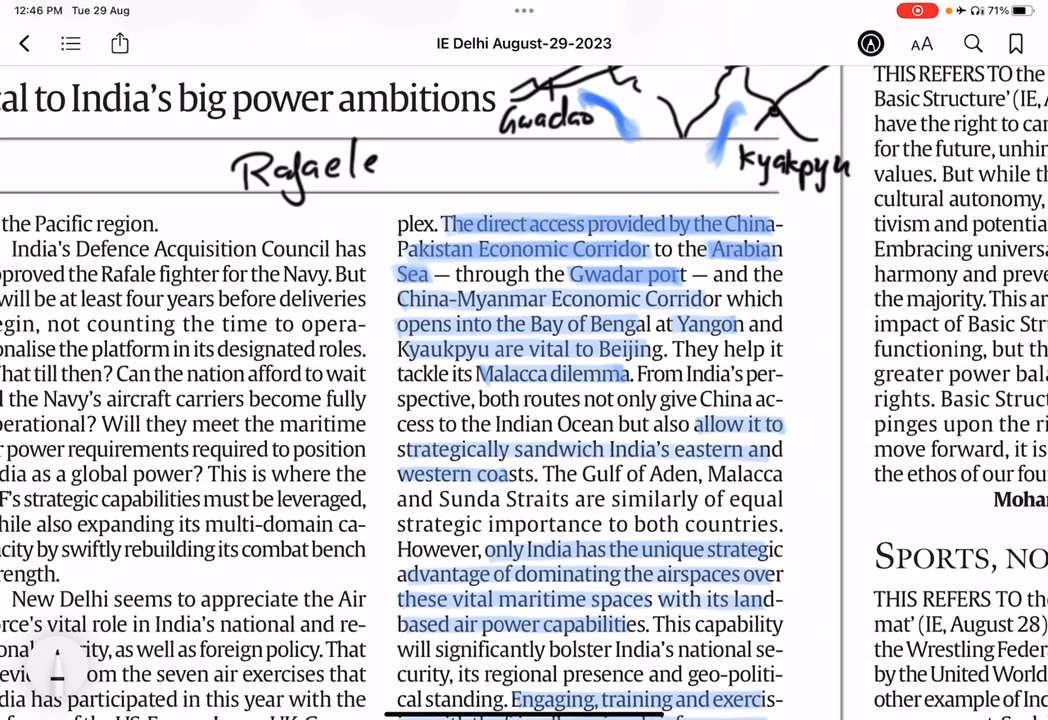 12:46 PM Tue 29 Aug
71%
IE Delhi August-29-2023
AA
cal to India's big power ambitions
Gwadao
Kyakpyu
Rafaele
the Pacific region.
India's Defence Acquisition Council has
proved the Rafale fighter for the Navy. But
will be at least four years before deliveries
egin, not counting the time to opera-
onalise the platform in its designated roles.
hat till then? Can the nation afford to wait
l the Navy's aircraft carriers become fully
perational? Will they meet the maritime
r power requirements required to position
dia as a global power? This is where the
F's strategic capabilities must be leveraged,
hile also expanding its multi-domain ca-
city by swiftly rebuilding its combat bench
rength.
New Delhi seems to appreciate the Air
orce's vital role in India's national and re-
onal rity, as well as foreign policy. That
evi om the seven air exercises that
dia has participated in this year with the
plex. The direct access provided by the China-
Pakistan Economic Corridor to the Arabian
Sea — through the Gwadar port — and the
China-Myanmar Economic Corridor which
opens into the Bay of Bengal at Yangon and
Kyaukpyu are vital to Beijing. They help it
tackle its Malacca dilemma. From India's per-
spective, both routes not only give China ac-
cess to the Indian Ocean but also allow it to
strategically sandwich India's eastern and
western coasts. The Gulf of Aden, Malacca
and Sunda Straits are similarly of equal
strategic importance to both countries.
However, only India has the unique strategic
advantage of dominating the airspaces over
these vital maritime spaces with its land-
based air power capabilities. This capability
will significantly bolster India's national se-
curity, its regional presence and geo-politi-
cal standing. Engaging, training and exercis-
THIS REFERS TO the
Basic Structure' (IE, A
have the right to car
for the future, unhin
values. But while th
cultural autonomy,
tivism and potentia
Embracing universa
harmony and preve
the majority. This ar
impact of Basic Str
functioning, but th
greater power bala
rights. Basic Struct
pinges upon the ri
move forward, it is
the ethos of our fou
Moha
SPORTS, NO
THIS REFERS TO the
mat' (IE, August 28)
the Wrestling Feder
by the United World
other example of Ind